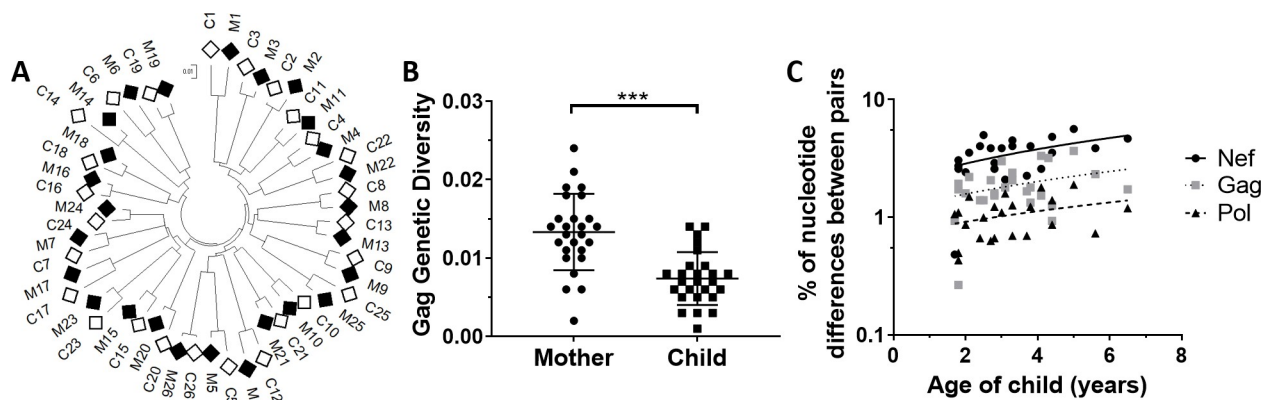 A
C1
M1
C3
M3
C2
M2
C11
M11
C4
M4
C22
M22
C8
M8
C13
M13
C9
M9
C25
M25
C10
M10
C21
M21
C12
M5
C26
M26
C20
M20
C15
M15
C23
M23
C17
M17
C7
M7
C24
M24
C16
M16
C18
M18
C14
M14
C6
M6
C19
M19
0.01
B
Gag Genetic Diversity
0.03
0.02
0.01
0.00
***
Mother
Child
C
% of nucleotide
differences between pairs
10
1
0.1
0
2
4
6
8
Age of child (years)
Nef
Gag
Pol